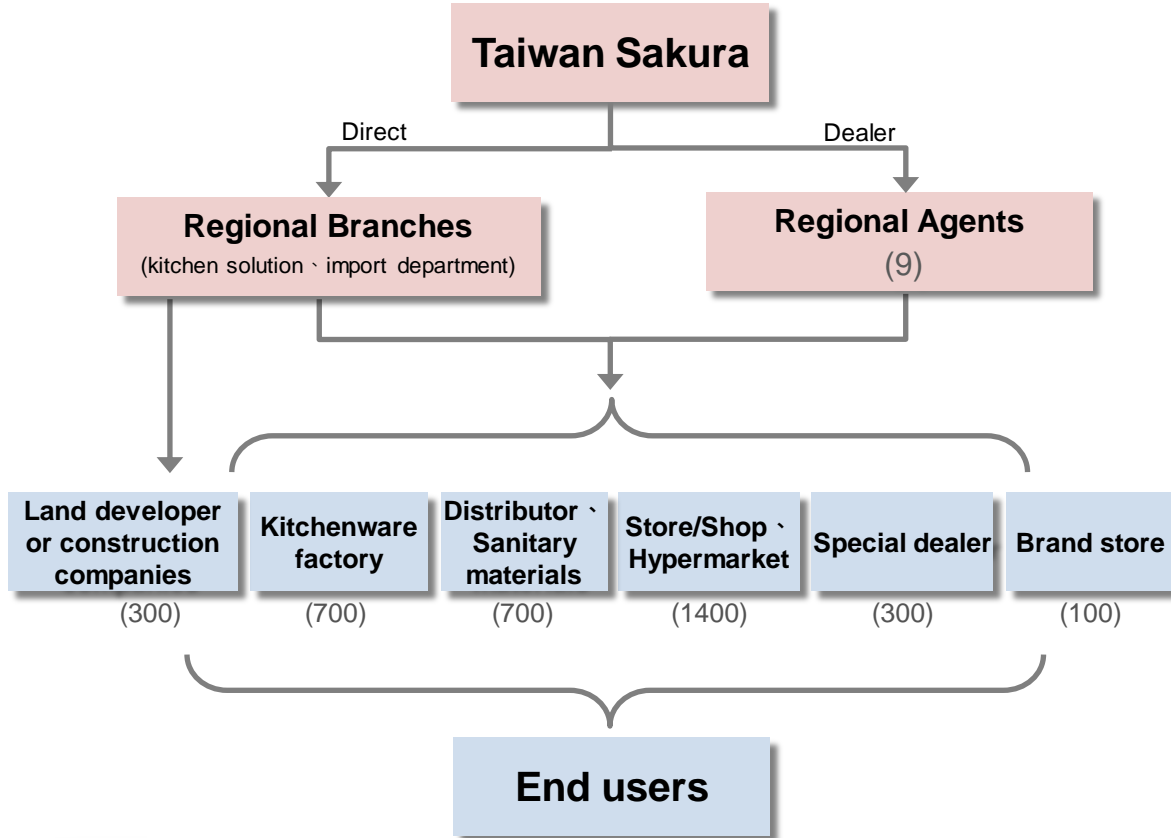 Taiwan Sakura
Direct
Dealer
Regional Branches
(kitchen solution、import department)
Regional Agents
(9)
Land developer
or construction
companies
(300)
Kitchenware
factory
(700)
Distributor、
Sanitary
materials
(700)
Store/Shop、
Hypermarket
(1400)
Special dealer
(300)
Brand store
(100)
End users